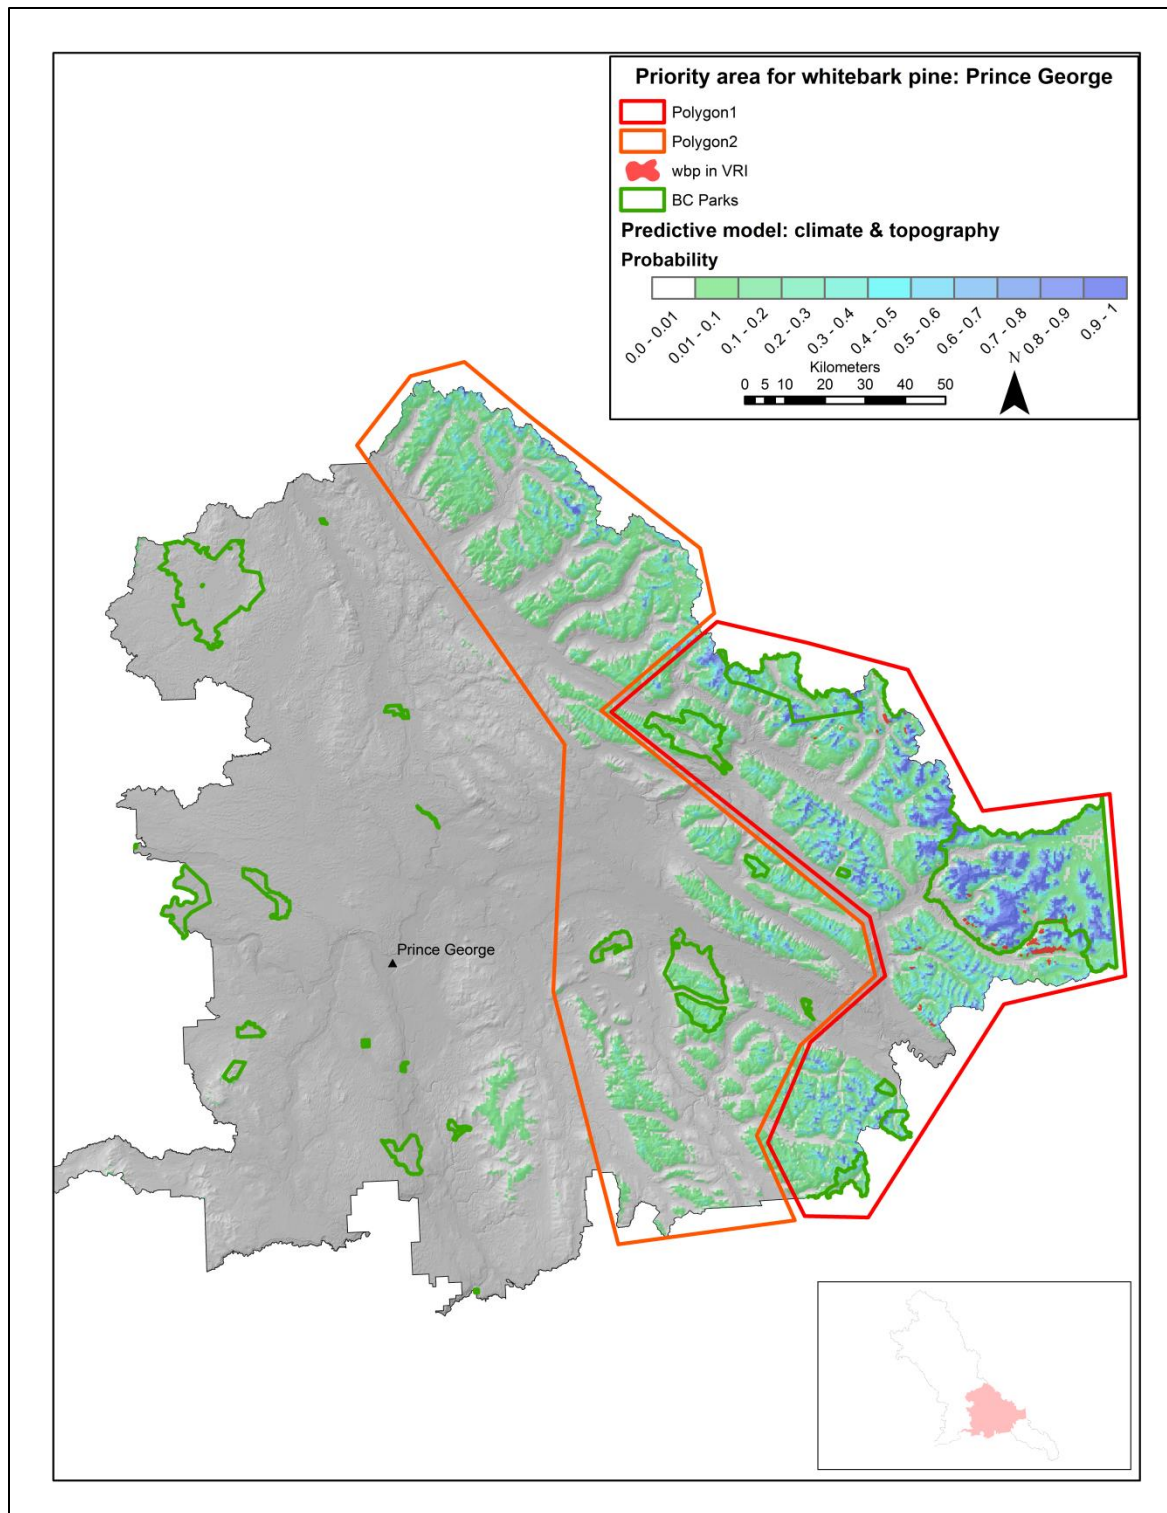 Priority area for whitebark pine: Prince George
Polygon1
Polygon2
wbp in VRI
BC Parks
Predictive model: climate & topography
Probability
0.0 - 0.01
0.01 - 0.1
0.1 - 0.2
0.2 - 0.3
0.3 - 0.4
0.4 - 0.5
0.5 - 0.6
0.6 - 0.7
0.7 - 0.8
0.8 - 0.9
0.9 - 1
Kilometers
0 5 10 20 30 40 50
N
Prince George